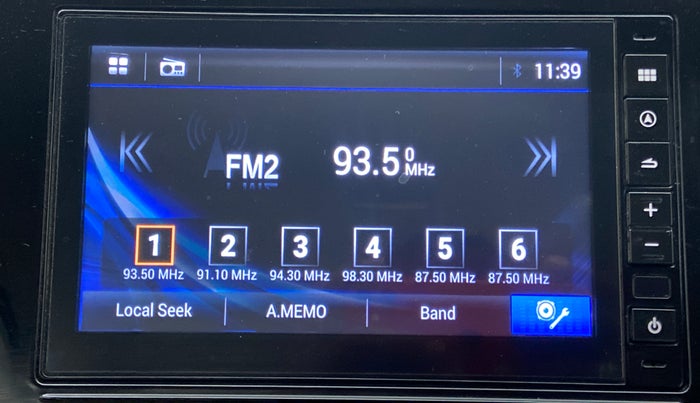 11:39
FM2 93.50 MHz
1 2 3 4 5 6
93.50 MHz 91.10 MHz 94.30 MHz 98.30 MHz 87.50 MHz 87.50 MHz
Local Seek A.MEMO Band